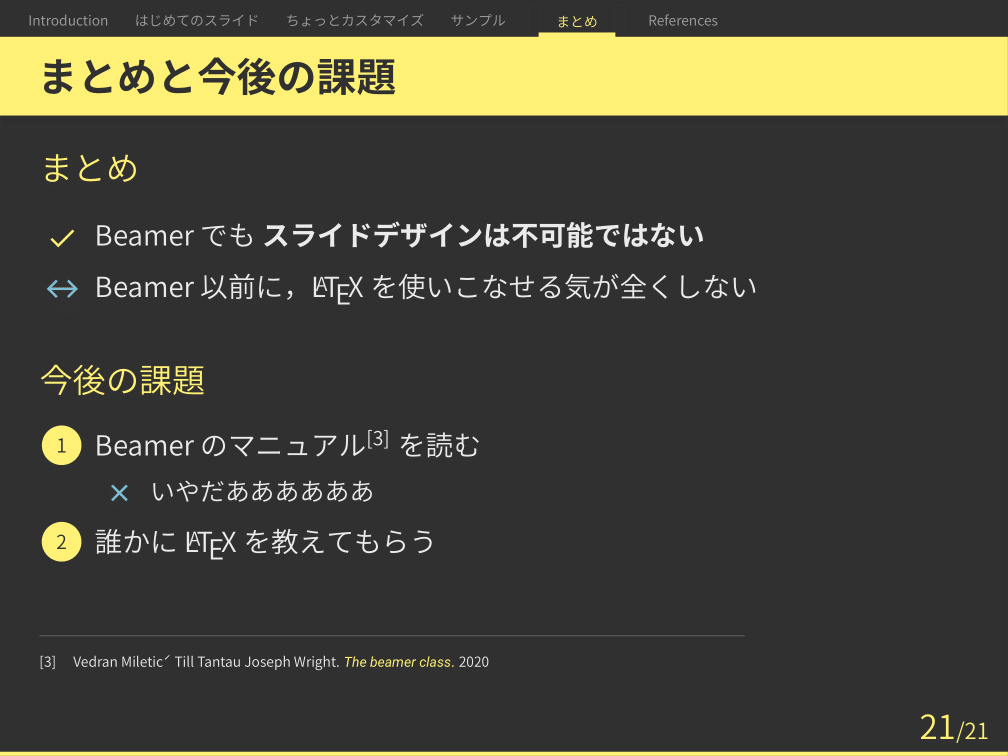 Introduction はじめてのスライド ちょっとカスタマイズ サンプル まとめ References
まとめと今後の課題
まとめ
Beamer でも スライドデザインは不可能ではない
↔ Beamer 以前に，LATEX を使いこなせる気が全くしない
今後の課題
1 Beamer のマニュアル[3] を読む
× いやだああああああ
2 誰かに LATEX を教えてもらう
[3] Vedran Miletic´ Till Tantau Joseph Wright. The beamer class. 2020
21/21